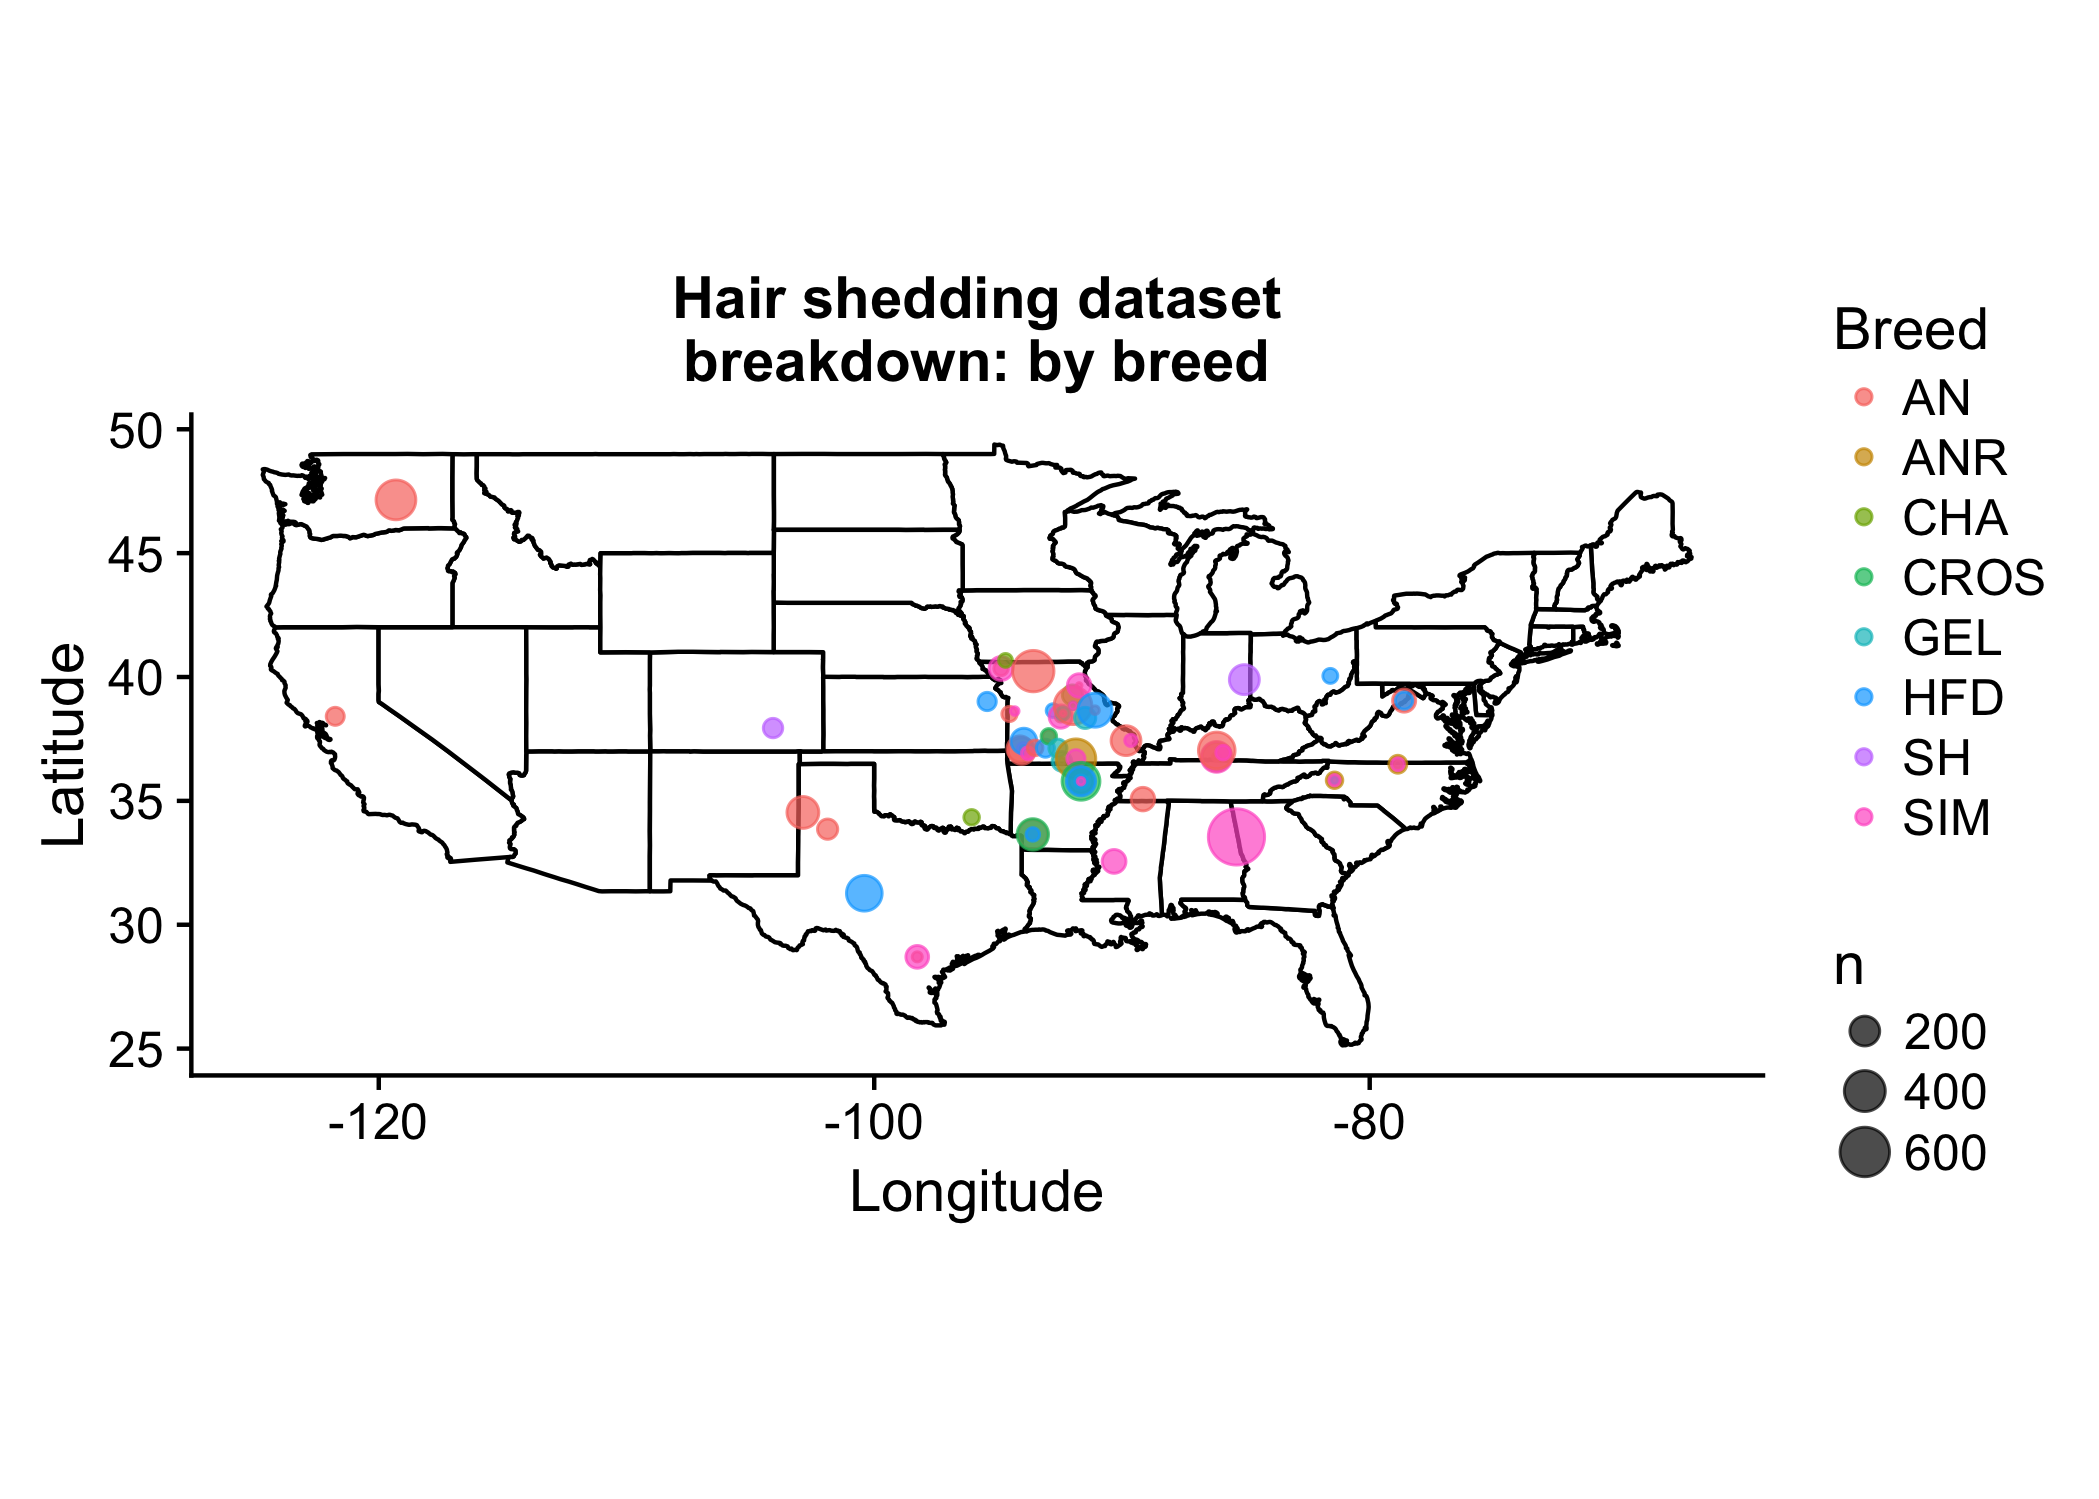 Hair shedding dataset
breakdown: by breed
Latitude
50
45
40
35
30
25
-120
-100
-80
Longitude
Breed
AN
ANR
CHA
CROS
GEL
HFD
SH
SIM
n
200
400
600